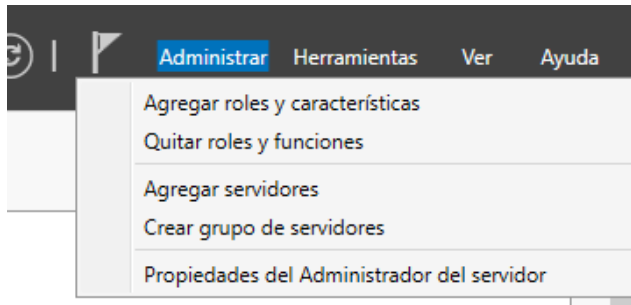 Administrar Herramientas Ver Ayuda
Agregar roles y características
Quitar roles y funciones
Agregar servidores
Crear grupo de servidores
Propiedades del Administrador del servidor